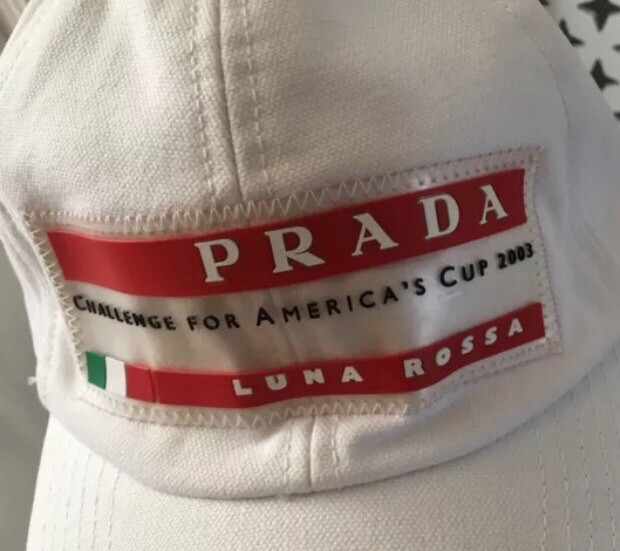 PRADA
CHALLENGE FOR AMERICA'S CUP 2003
LUNA ROSSA